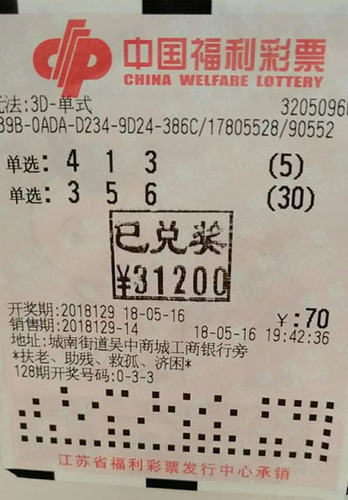 中国福利彩票
CHINA WELFARE LOTTERY
玩法:3D-单式 32050960
89B-0ADA-D234-9D24-386C/17805528/90552
单选: 4 1 3 (5)
单选: 3 5 6 (30)
已兑奖
¥31200
开奖期:2018129 18-05-16 ¥:70
销售期:2018129-14 18-05-16 19:42:36
地址:城南街道吴中商城工商银行旁
*扶老、助残、救孤、济困*
128期开奖号码:0-3-3
江苏省福利彩票发行中心承销